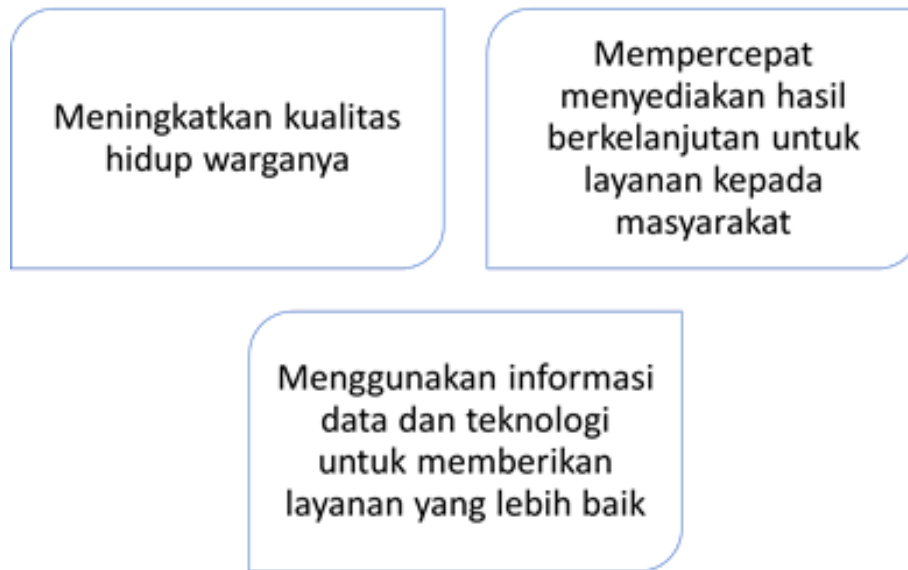 Meningkatkan kualitas
hidup warganya
Mempercepat
menyediakan hasil
berkelanjutan untuk
layanan kepada
masyarakat
Menggunakan informasi
data dan teknologi
untuk memberikan
layanan yang lebih baik